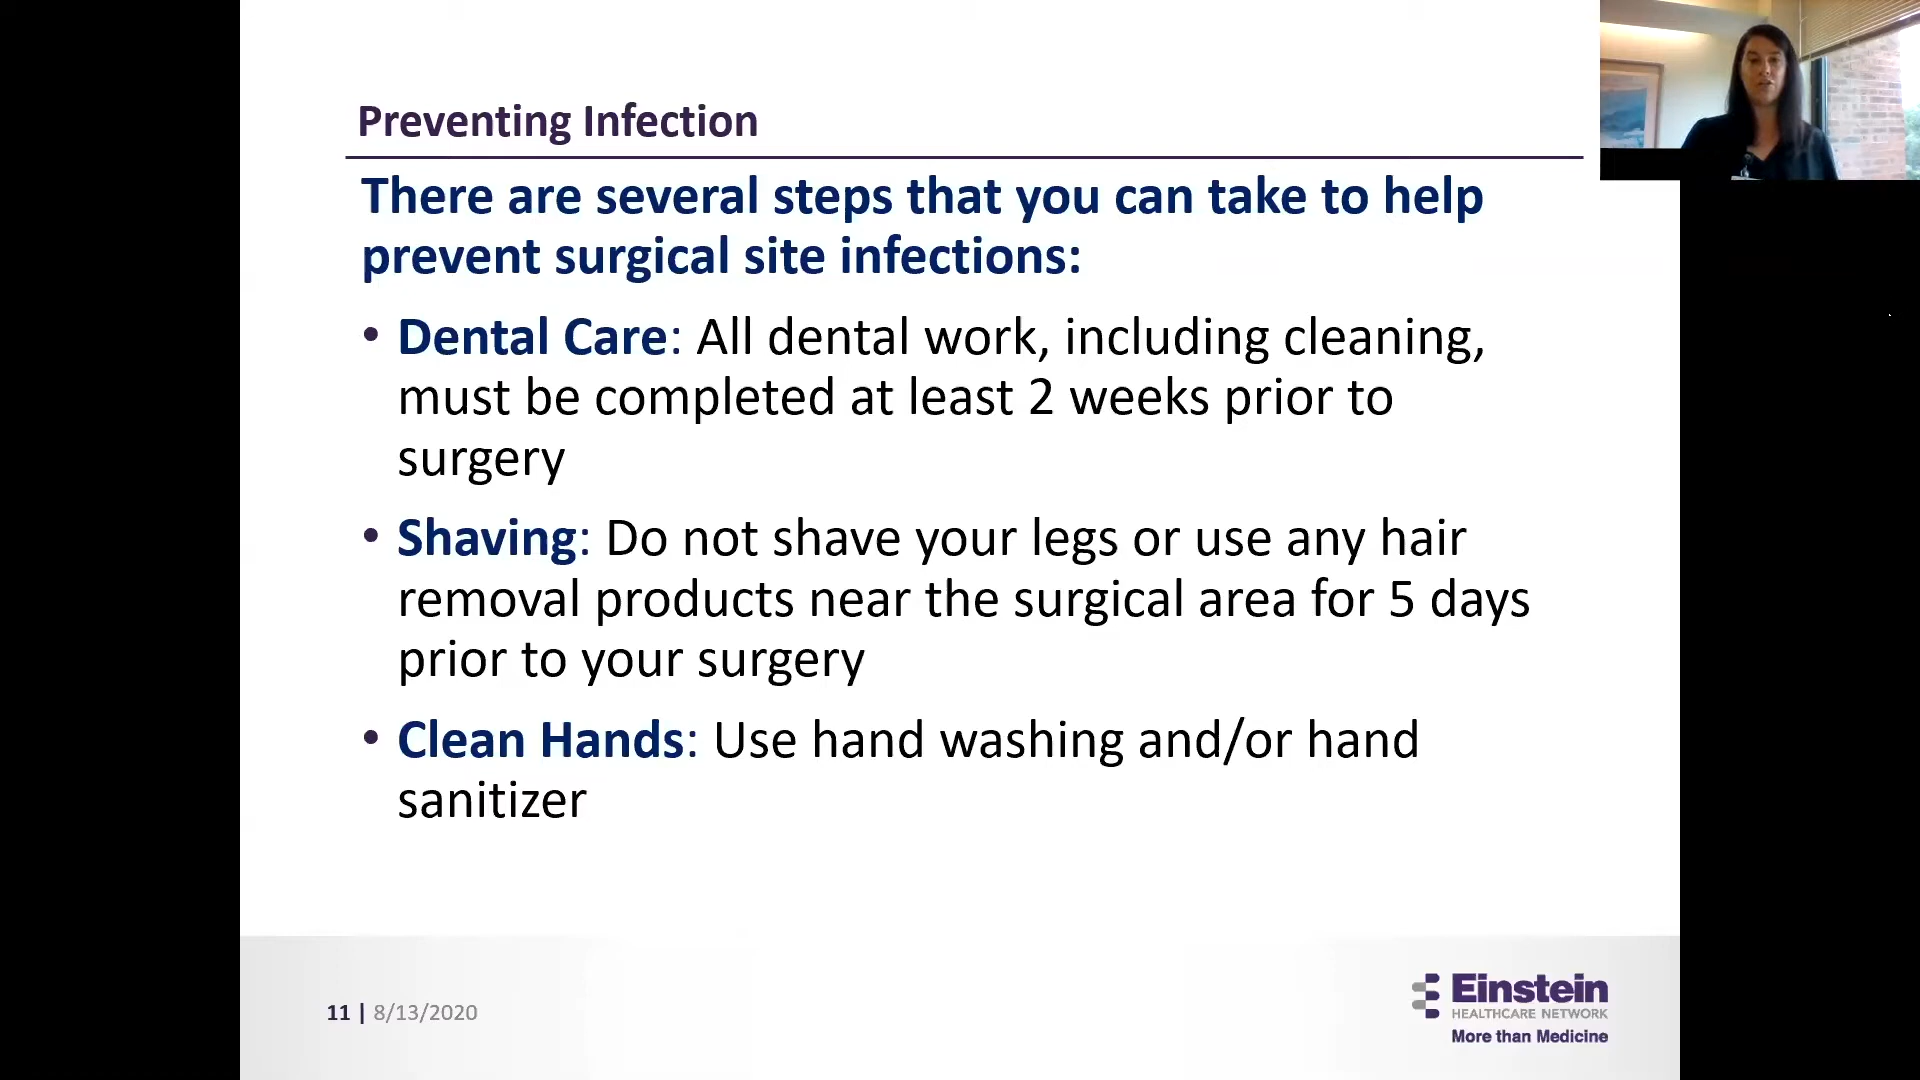 Preventing Infection
There are several steps that you can take to help
prevent surgical site infections:
• Dental Care: All dental work, including cleaning,
must be completed at least 2 weeks prior to
surgery
• Shaving: Do not shave your legs or use any hair
removal products near the surgical area for 5 days
prior to your surgery
• Clean Hands: Use hand washing and/or hand
sanitizer
11 | 8/13/2020
Einstein
HEALTHCARE NETWORK
More than Medicine